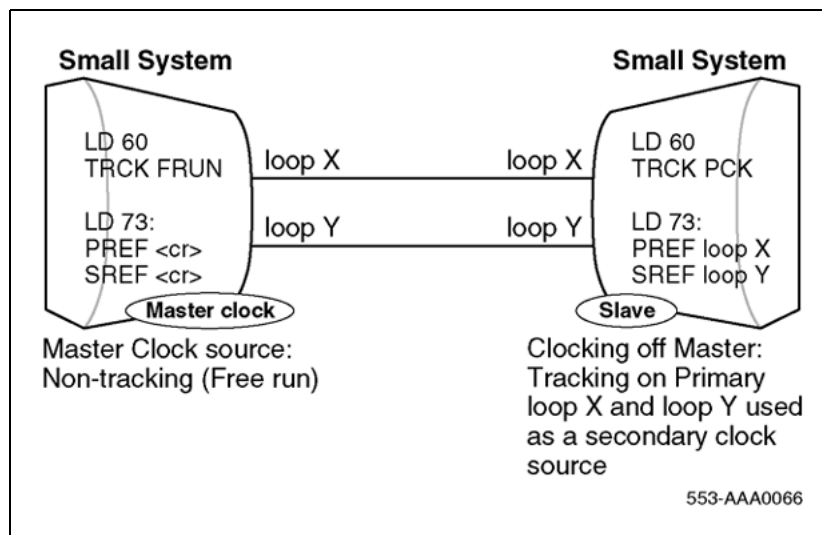 Small System
LD 60
TRCK FRUN
LD 73:
PREF <cr>
SREF <cr>
Master clock
Master Clock source:
Non-tracking (Free run)
loop X
loop Y
loop X
loop Y
Small System
LD 60
TRCK PCK
LD 73:
PREF loop X
SREF loop Y
Slave
Clocking off Master:
Tracking on Primary
loop X and loop Y used
as a secondary clock
source
553-AAA0066